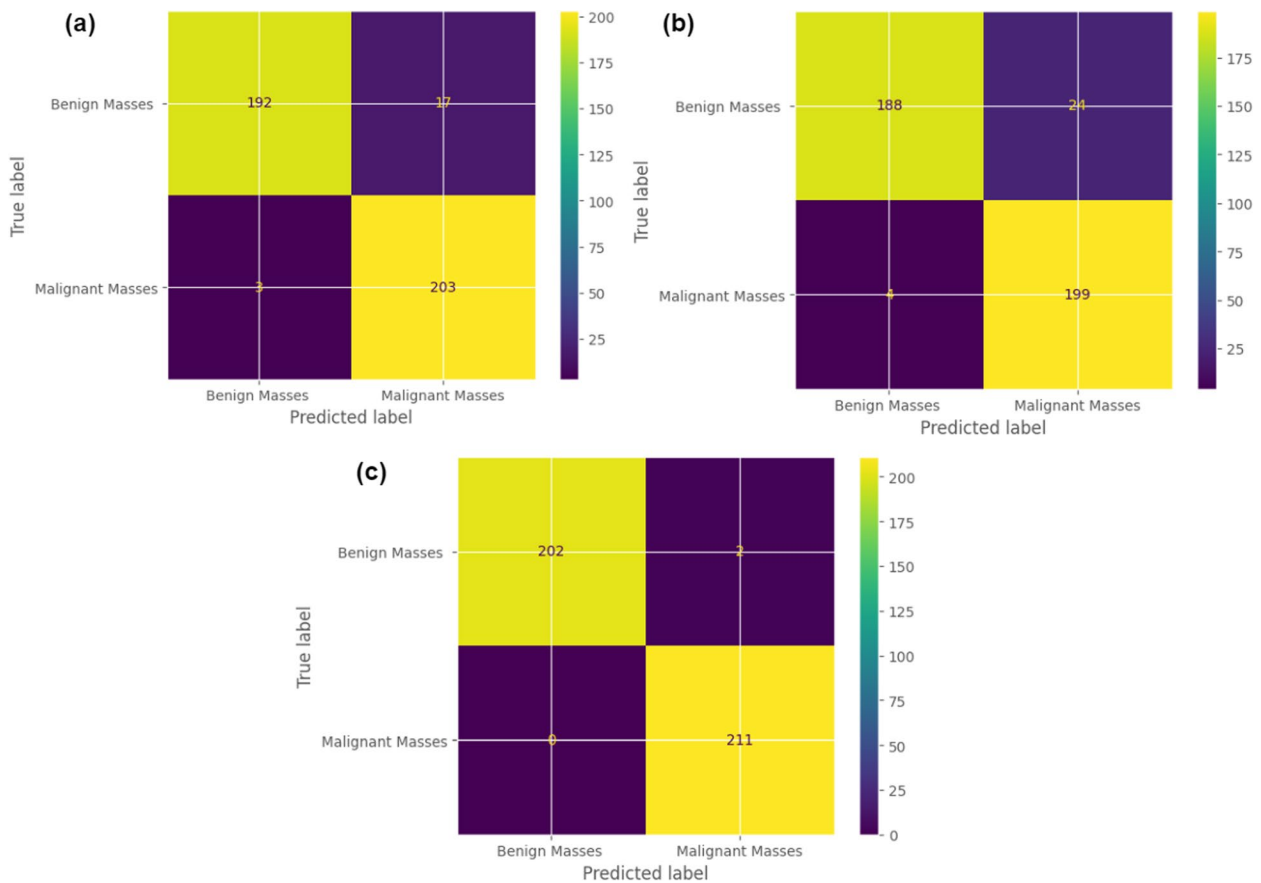 (a)
True label
Benign Masses
Malignant Masses
192
17
3
203
Benign Masses
Malignant Masses
Predicted label
200
175
150
125
100
75
50
25
(b)
True label
Benign Masses
Malignant Masses
188
24
4
199
Benign Masses
Malignant Masses
Predicted label
175
150
125
100
75
50
25
(c)
True label
Benign Masses
Malignant Masses
202
2
0
211
Benign Masses
Malignant Masses
Predicted label
200
175
150
125
100
75
50
25
0